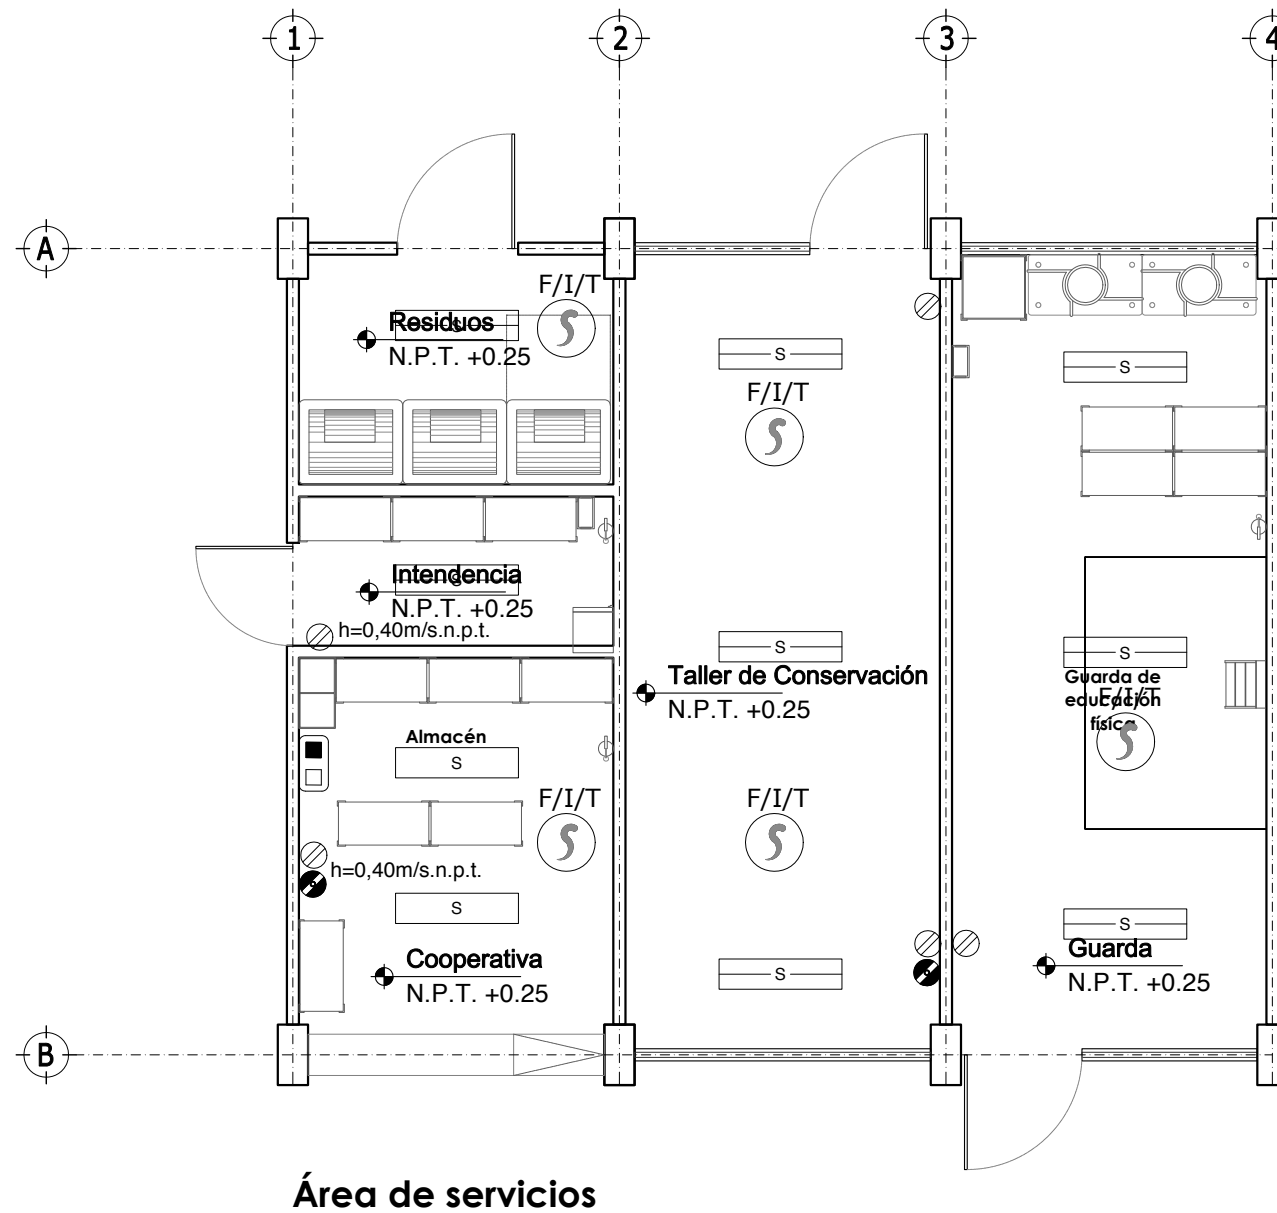 1
2
3
4
A
F/I/T
Residuos
S
N.P.T. +0.25
S
F/I/T
S
Intendencia
S
N.P.T. +0.25
h=0,40m/s.n.p.t.
S
S
Taller de Conservación
N.P.T. +0.25
Guarda de
educación
física
F/I/T
Almacén
S
F/I/T
F/I/T
h=0,40m/s.n.p.t.
S
S
Cooperativa
N.P.T. +0.25
S
Guarda
N.P.T. +0.25
B
Área de servicios